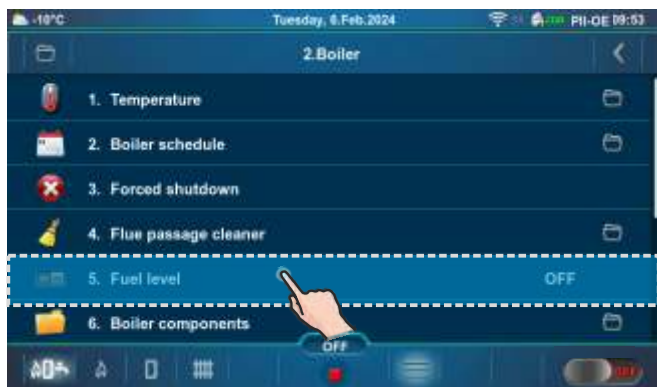 -10°C Tuesday, 6.Feb.2024 PII-OE 09:53
2.Boiler
1. Temperature
2. Boiler schedule
3. Forced shutdown
4. Flue passage cleaner
5. Fuel level OFF
6. Boiler components
OFF
OFF